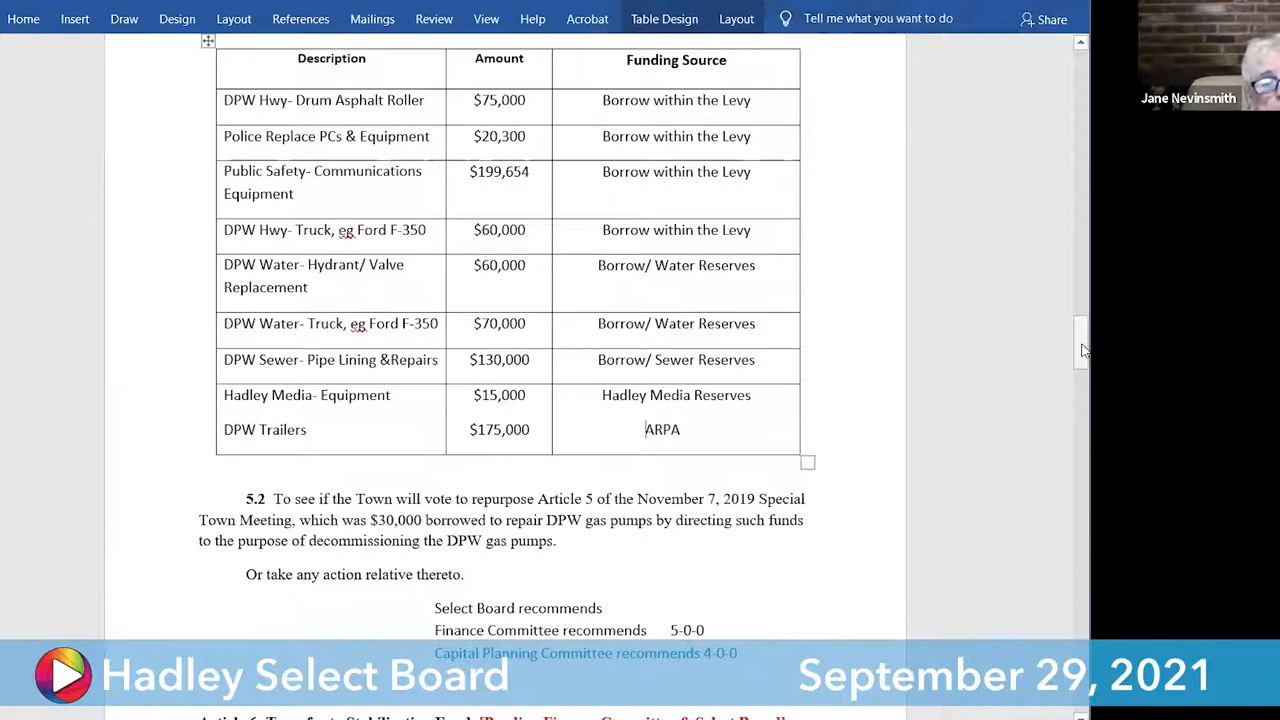 Home Insert Draw Design Layout References Mailings Review View Help Acrobat Table Design Layout Tell me what you want to do Share
Description Amount Funding Source
DPW Hwy- Drum Asphalt Roller $75,000 Borrow within the Levy
Police Replace PCs & Equipment $20,300 Borrow within the Levy
Public Safety- Communications $199,654 Borrow within the Levy
Equipment
DPW Hwy- Truck, eg Ford F-350 $60,000 Borrow within the Levy
DPW Water- Hydrant/ Valve $60,000 Borrow/ Water Reserves
Replacement
DPW Water- Truck, eg Ford F-350 $70,000 Borrow/ Water Reserves
DPW Sewer- Pipe Lining &Repairs $130,000 Borrow/ Sewer Reserves
Hadley Media- Equipment $15,000 Hadley Media Reserves
DPW Trailers $175,000 ARPA
5.2 To see if the Town will vote to repurpose Article 5 of the November 7, 2019 Special
Town Meeting, which was $30,000 borrowed to repair DPW gas pumps by directing such funds
to the purpose of decommissioning the DPW gas pumps.
Or take any action relative thereto.
Select Board recommends
Finance Committee recommends 5-0-0
Capital Planning Committee recommends 4-0-0
Jane Nevinsmith
Hadley Select Board September 29, 2021